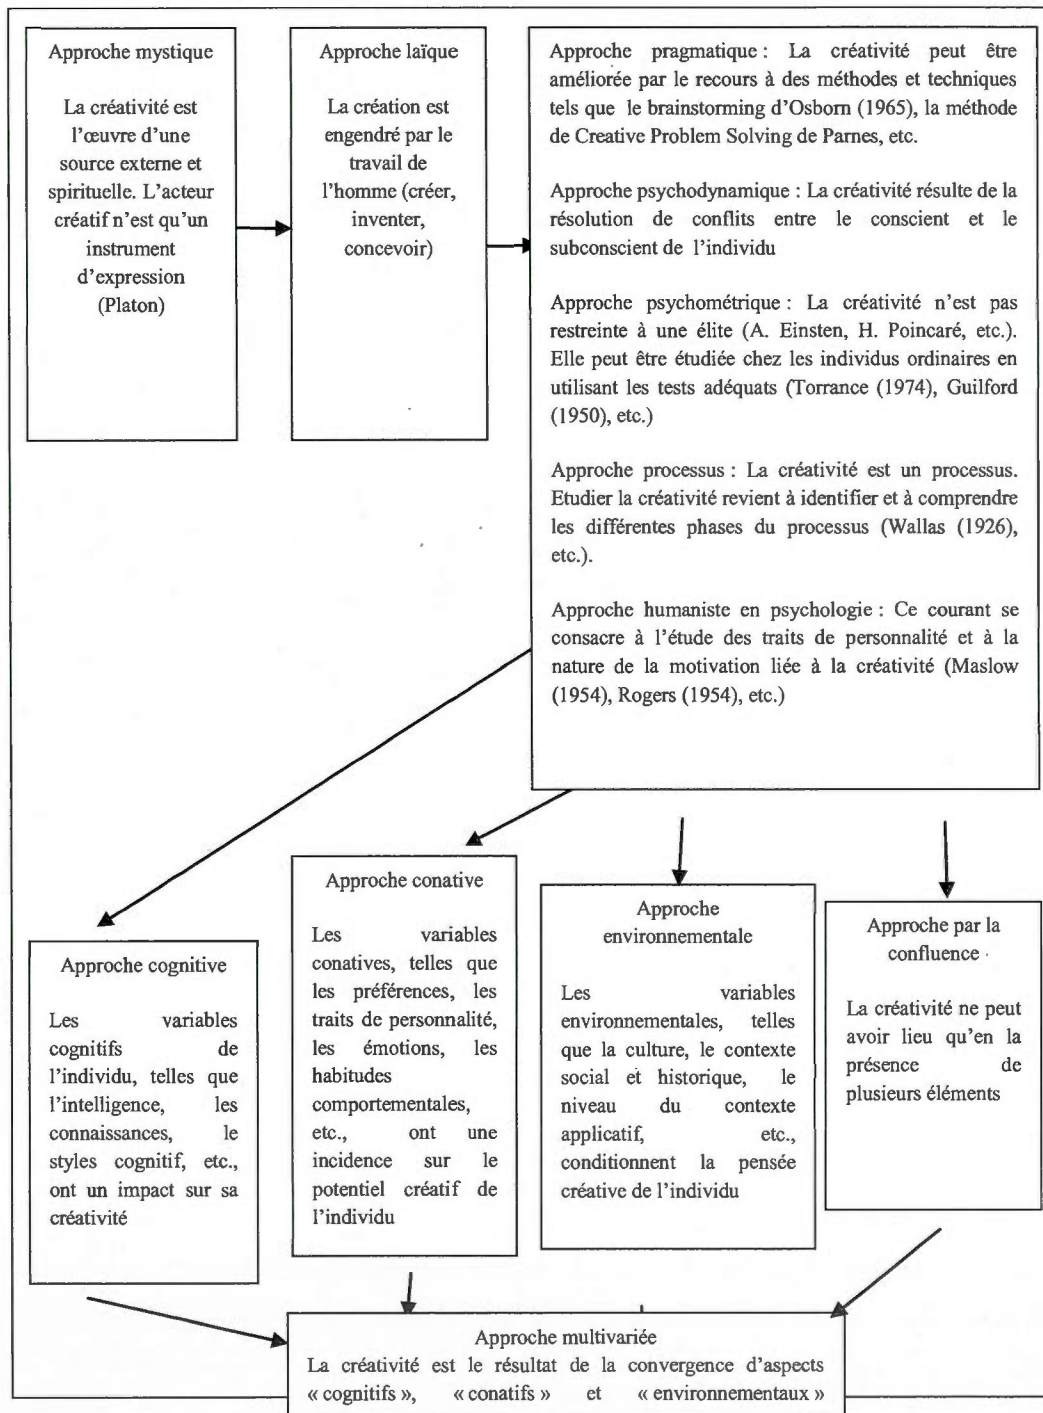 Approche mystique
La créativité est
l'œuvre d'une
source externe et
spirituelle. L'acteur
créatif n'est qu'un
instrument
d'expression
(Platon)
Approche laïque
La création est
engendré par le
travail de
l'homme (créer,
inventer,
concevoir)
Approche pragmatique : La créativité peut être
améliorée par le recours à des méthodes et techniques
tels que le brainstorming d'Osborn (1965), la méthode
de Creative Problem Solving de Parnes, etc.
Approche psychodynamique : La créativité résulte de la
résolution de conflits entre le conscient et le
subconscient de l'individu
Approche psychométrique : La créativité n'est pas
restreinte à une élite (A. Einsten, H. Poincaré, etc.).
Elle peut être étudiée chez les individus ordinaires en
utilisant les tests adéquats (Torrance (1974), Guilford
(1950), etc.)
Approche processus : La créativité est un processus.
Etudier la créativité revient à identifier et à comprendre
les différentes phases du processus (Wallas (1926),
etc.).
Approche humaniste en psychologie : Ce courant se
consacre à l'étude des traits de personnalité et à la
nature de la motivation liée à la créativité (Maslow
(1954), Rogers (1954), etc.)
Approche cognitive
Les variables
cognitifs de
l'individu, telles que
l'intelligence, les
connaissances, le
styles cognitif, etc.,
ont un impact sur sa
créativité
Approche conative
Les variables
conatives, telles que
les préférences, les
traits de personnalité,
les émotions, les
habitudes
comportementales,
etc., ont une
incidence sur le
potentiel créatif de
l'individu
Approche
environnementale
Les variables
environnementales, telles
que la culture, le contexte
social et historique, le
niveau du contexte
applicatif, etc.,
conditionnent la pensée
créative de l'individu
Approche par la
confluence
La créativité ne peut
avoir lieu qu'en la
présence de
plusieurs éléments
Approche multivariée
La créativité est le résultat de la convergence d'aspects
« cognitifs », « conatifs » et « environnementaux »